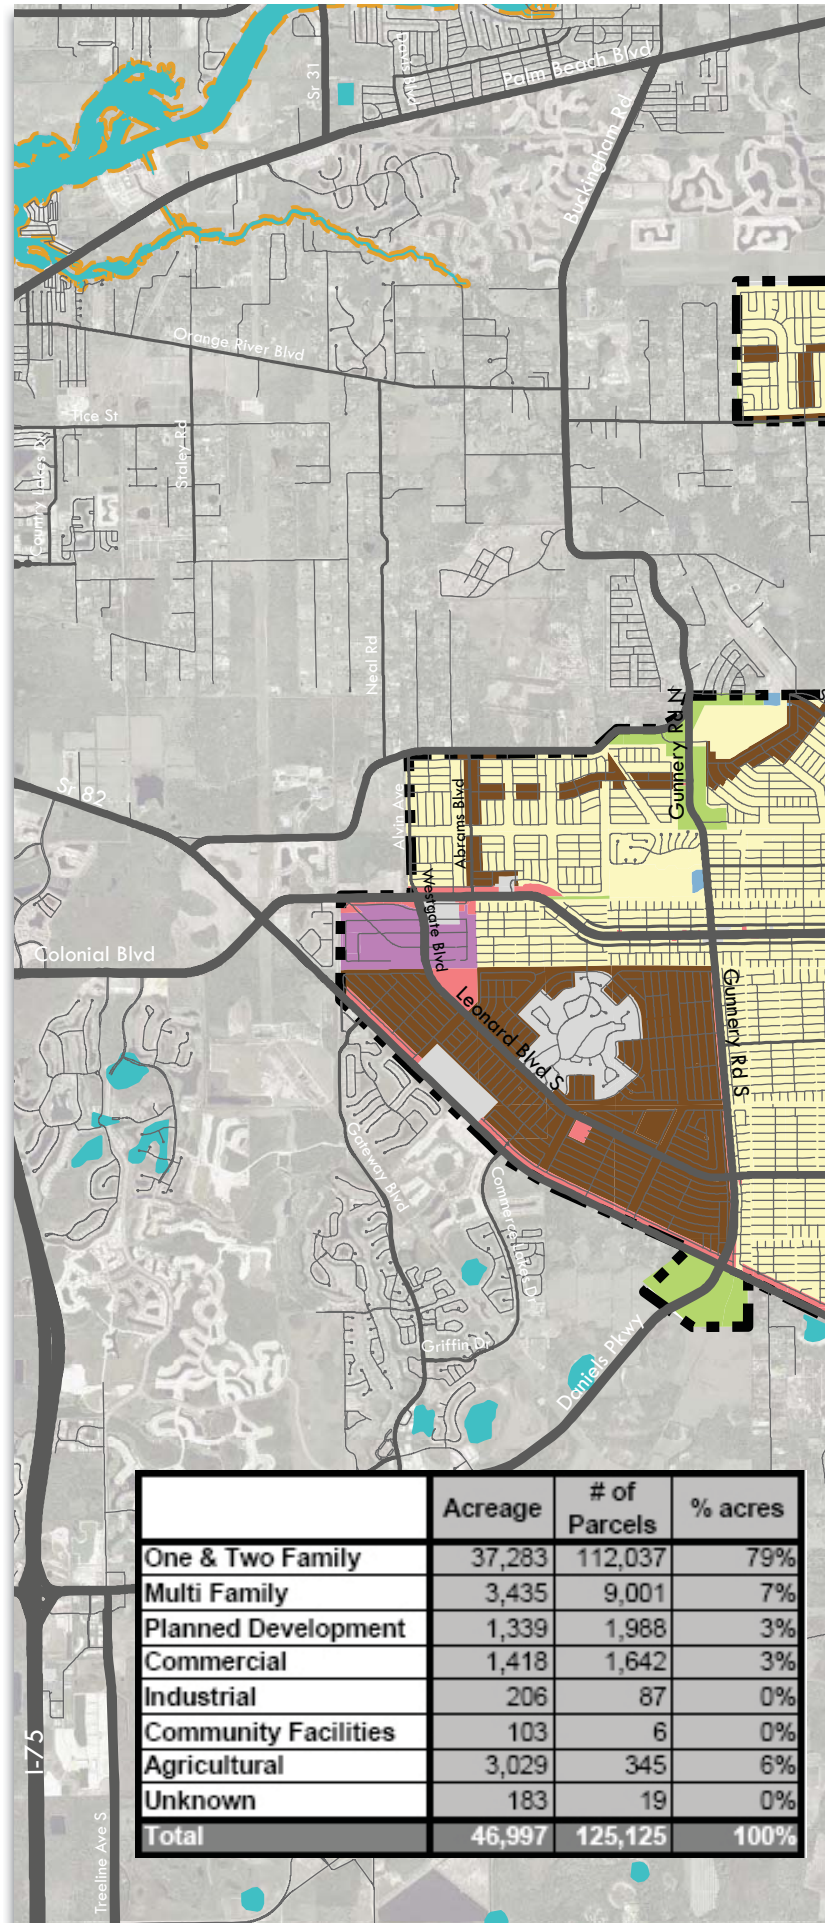 Sr 31
Palm Beach Blvd
Buckingham Rd
Orange River Blvd
Tice St
Staley Rd
Country Lakes Dr
Neal Rd
Gunnery Rd N
Sr 82
Alvin Ave
Abrams Blvd
Westgate Blvd
Colonial Blvd
Leonard Blvd S
Gunnery Rd S
Gateway Blvd
Commerce Lakes Dr
Griffin Dr
Daniels Pkwy
Acreage # of Parcels % acres
One & Two Family 37,283 112,037 79%
Multi Family 3,435 9,001 7%
Planned Development 1,339 1,988 3%
Commercial 1,418 1,642 3%
Industrial 206 87 0%
Community Facilities 103 6 0%
Agricultural 3,029 345 6%
Unknown 183 19 0%
Total 46,997 125,125 100%
I-75
Treeline Ave S